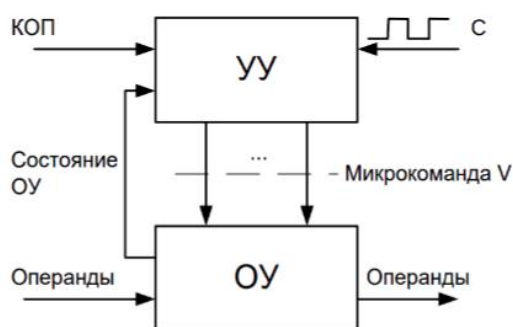 КОП
С
УУ
Состояние
ОУ
...
Микрокоманда V
Операнды
ОУ
Операнды